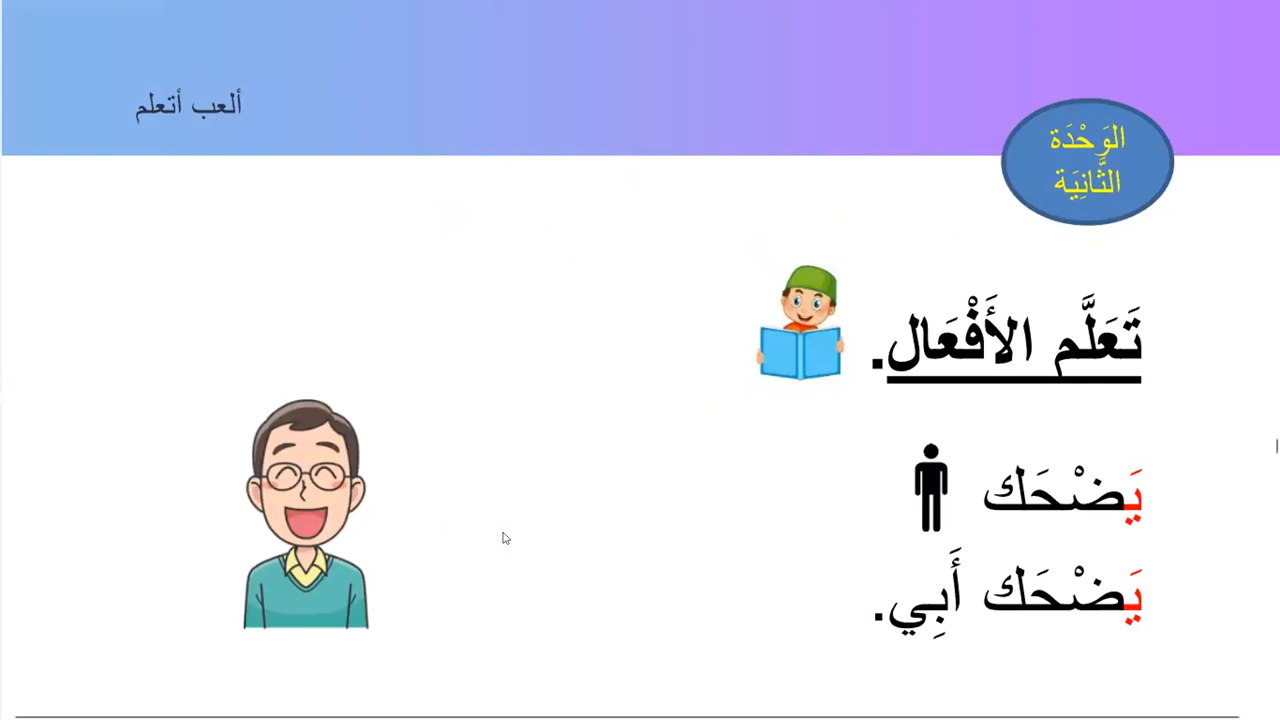 ألعب أتعلم
الوَحْدَة
الثَّانِيَة
تَعَلَّم الأَفْعَال.
يَضْحَك
يَضْحَك أَبِي.